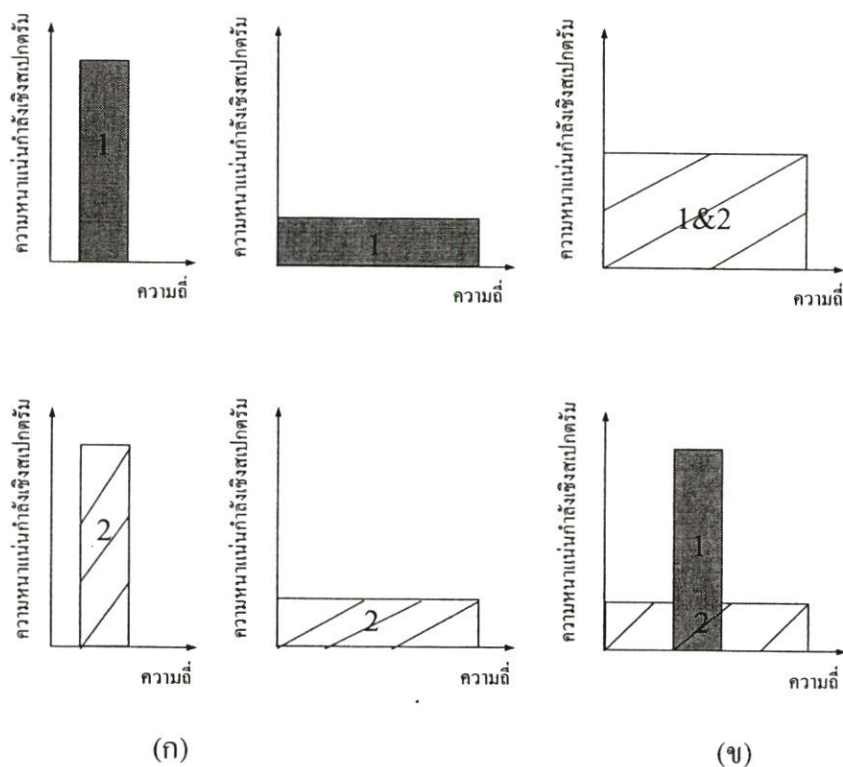 ความหนาแน่นกำลังเชิงสเปกตรัม
1
ความถี่
ความหนาแน่นกำลังเชิงสเปกตรัม
1
ความถี่
ความหนาแน่นกำลังเชิงสเปกตรัม
1&2
ความถี่
ความหนาแน่นกำลังเชิงสเปกตรัม
2
ความถี่
ความหนาแน่นกำลังเชิงสเปกตรัม
2
ความถี่
ความหนาแน่นกำลังเชิงสเปกตรัม
1
2
ความถี่
(ก)
(ข)